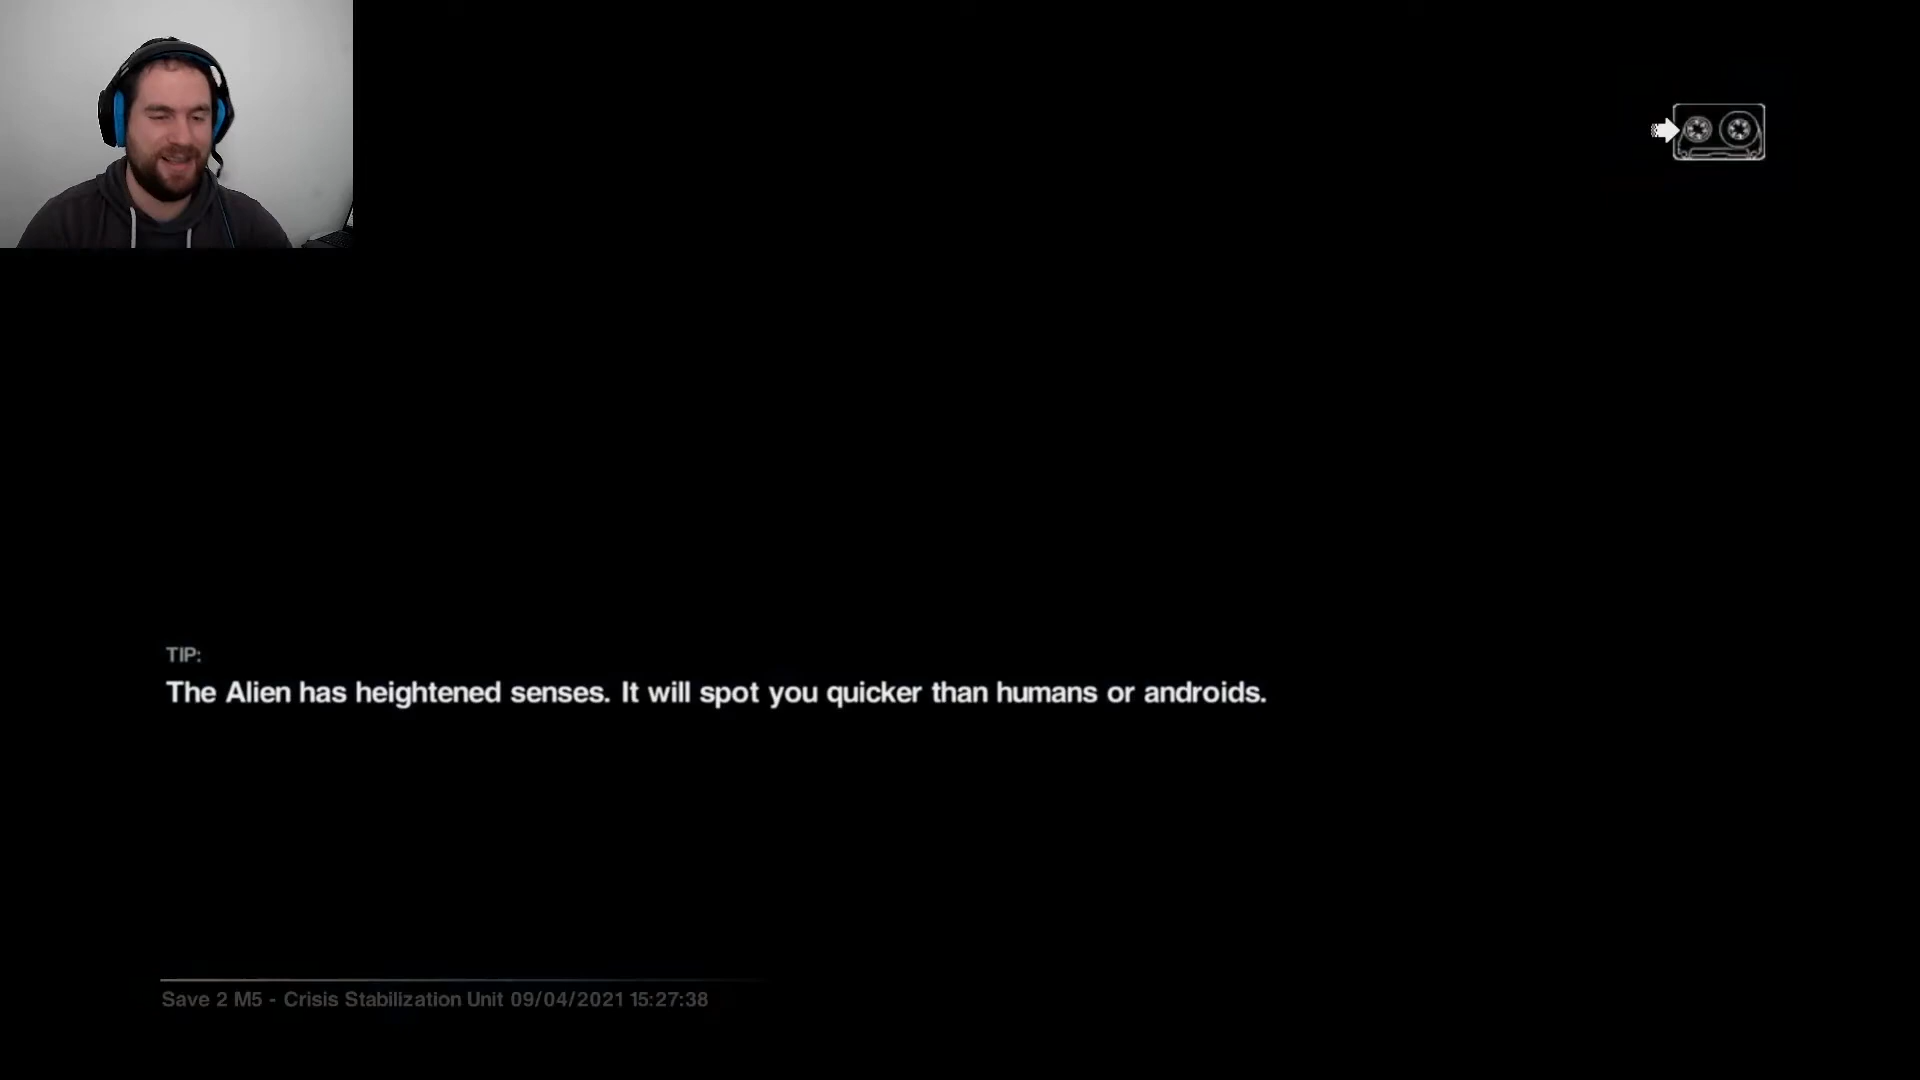 TIP:
The Alien has heightened senses. It will spot you quicker than humans or androids.
Save 2 M5 - Crisis Stabilization Unit 09/04/2021 15:27:38